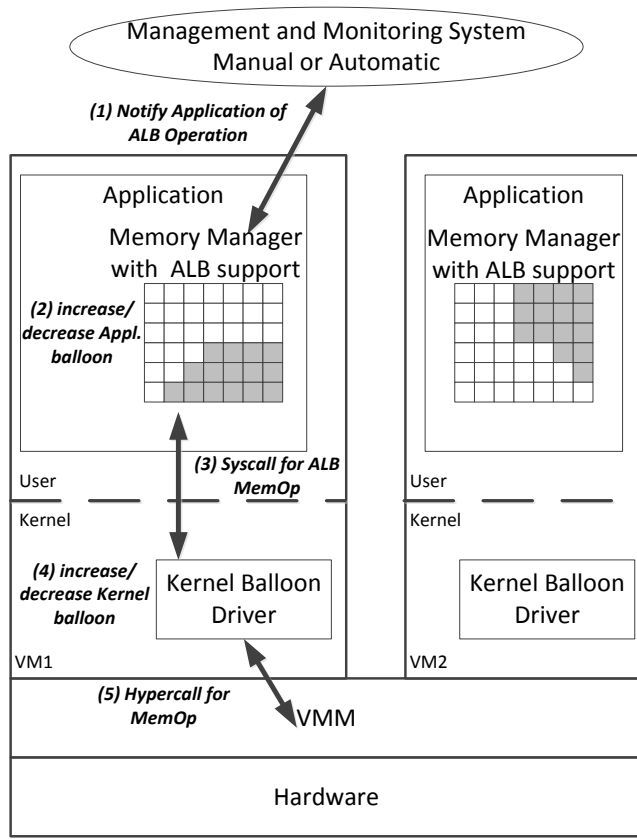 Management and Monitoring System
Manual or Automatic
(1) Notify Application of
ALB Operation
Application
Memory Manager
with ALB support
(2) increase/
decrease Appl.
balloon
(3) Syscall for ALB
MemOp
User
Kernel
(4) increase/
decrease Kernel
balloon
Kernel Balloon
Driver
VM1
Application
Memory Manager
with ALB support
User
Kernel
Kernel Balloon
Driver
VM2
(5) Hypercall for
MemOp
VMM
Hardware